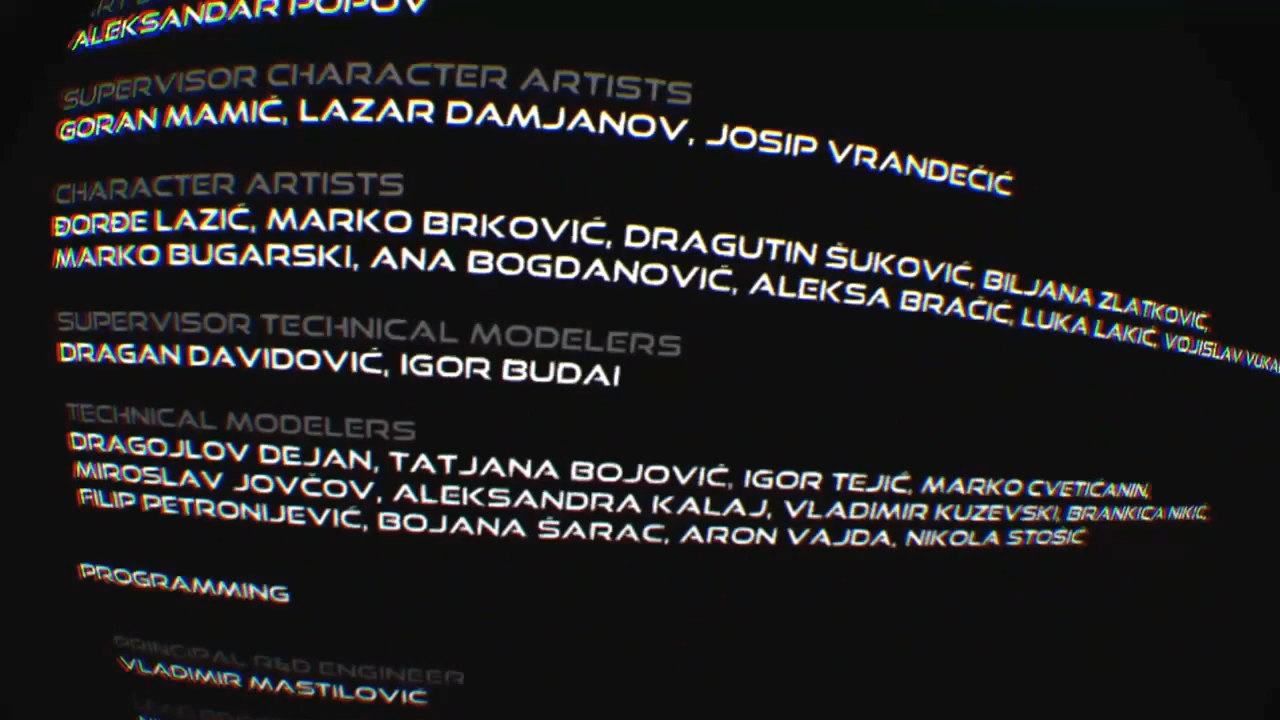 ALEKSANDAR POPOV
SUPERVISOR CHARACTER ARTISTS
GORAN MAMIĆ, LAZAR DAMJANOV, JOSIP VRANDEČIĆ
CHARACTER ARTISTS
ĐORĐE LAZIĆ, MARKO BRKOVIĆ, DRAGUTIN ŠUKOVIĆ, BILJANA ZLATKOVIĆ,
MARKO BUGARSKI, ANA BOGDANOVIĆ, ALEKSA BRAČIĆ, LUKA LAKIĆ, VOJISLAV
SUPERVISOR TECHNICAL MODELERS
DRAGAN DAVIDOVIĆ, IGOR BUDAI
TECHNICAL MODELERS
DRAGOJLOV DEJAN, TATJANA BOJOVIĆ, IGOR TEJIĆ, MARKO CVETIĆANIN,
MIROSLAV JOVČOV, ALEKSANDRA KALAJ, VLADIMIR KUZEVSKI, BRANKICA NIKIĆ,
FILIP PETRONIJEVIĆ, BOJANA ŠARAC, ARON VAJDA, NIKOLA STOŠIĆ
PROGRAMMING
PRINCIPAL R&D ENGINEER
VLADIMIR MASTILOVIĆ